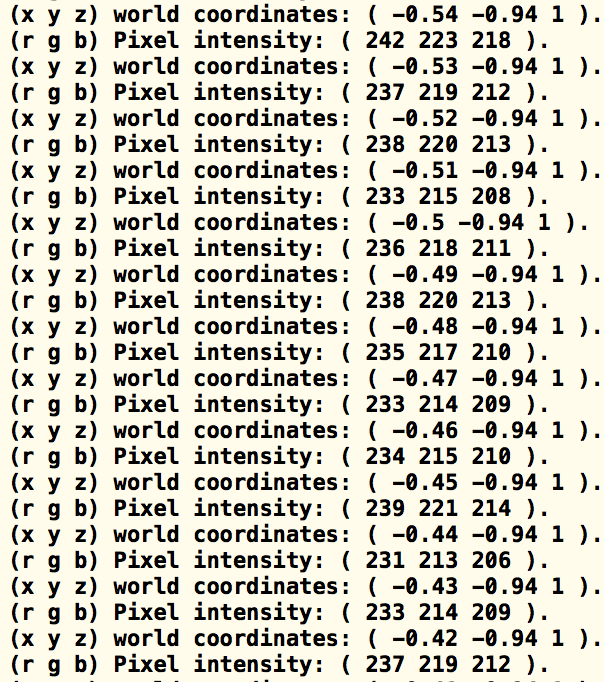 (x y z) world coordinates: ( -0.54 -0.94 1 ).
(r g b) Pixel intensity: ( 242 223 218 ).
(x y z) world coordinates: ( -0.53 -0.94 1 ).
(r g b) Pixel intensity: ( 237 219 212 ).
(x y z) world coordinates: ( -0.52 -0.94 1 ).
(r g b) Pixel intensity: ( 238 220 213 ).
(x y z) world coordinates: ( -0.51 -0.94 1 ).
(r g b) Pixel intensity: ( 233 215 208 ).
(x y z) world coordinates: ( -0.5 -0.94 1 ).
(r g b) Pixel intensity: ( 236 218 211 ).
(x y z) world coordinates: ( -0.49 -0.94 1 ).
(r g b) Pixel intensity: ( 238 220 213 ).
(x y z) world coordinates: ( -0.48 -0.94 1 ).
(r g b) Pixel intensity: ( 235 217 210 ).
(x y z) world coordinates: ( -0.47 -0.94 1 ).
(r g b) Pixel intensity: ( 233 214 209 ).
(x y z) world coordinates: ( -0.46 -0.94 1 ).
(r g b) Pixel intensity: ( 234 215 210 ).
(x y z) world coordinates: ( -0.45 -0.94 1 ).
(r g b) Pixel intensity: ( 239 221 214 ).
(x y z) world coordinates: ( -0.44 -0.94 1 ).
(r g b) Pixel intensity: ( 231 213 206 ).
(x y z) world coordinates: ( -0.43 -0.94 1 ).
(r g b) Pixel intensity: ( 233 214 209 ).
(x y z) world coordinates: ( -0.42 -0.94 1 ).
(r g b) Pixel intensity: ( 237 219 212 ).